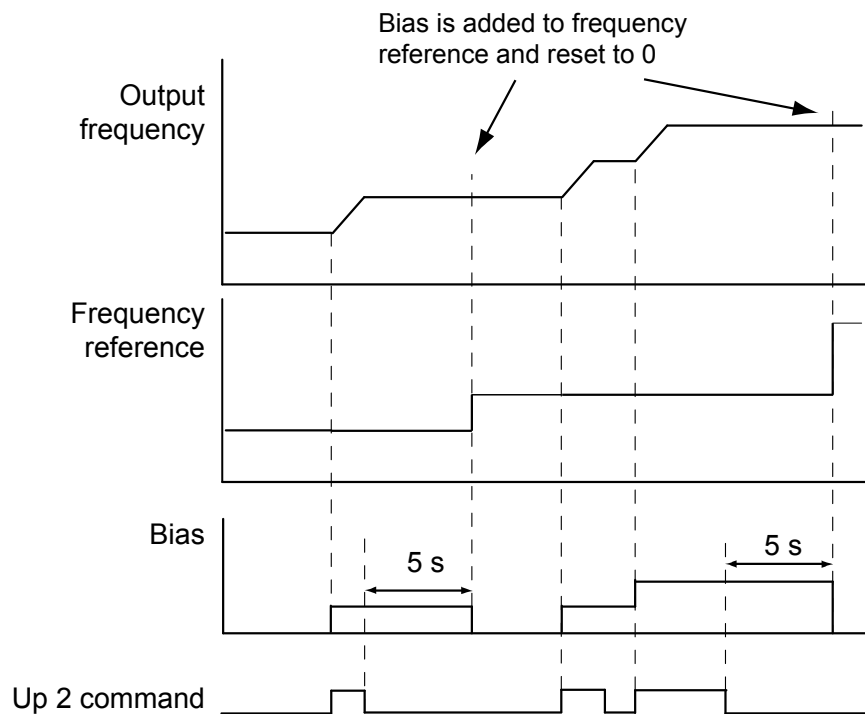 Bias is added to frequency
reference and reset to 0
Output
frequency
Frequency
reference
Bias
5 s
5 s
Up 2 command